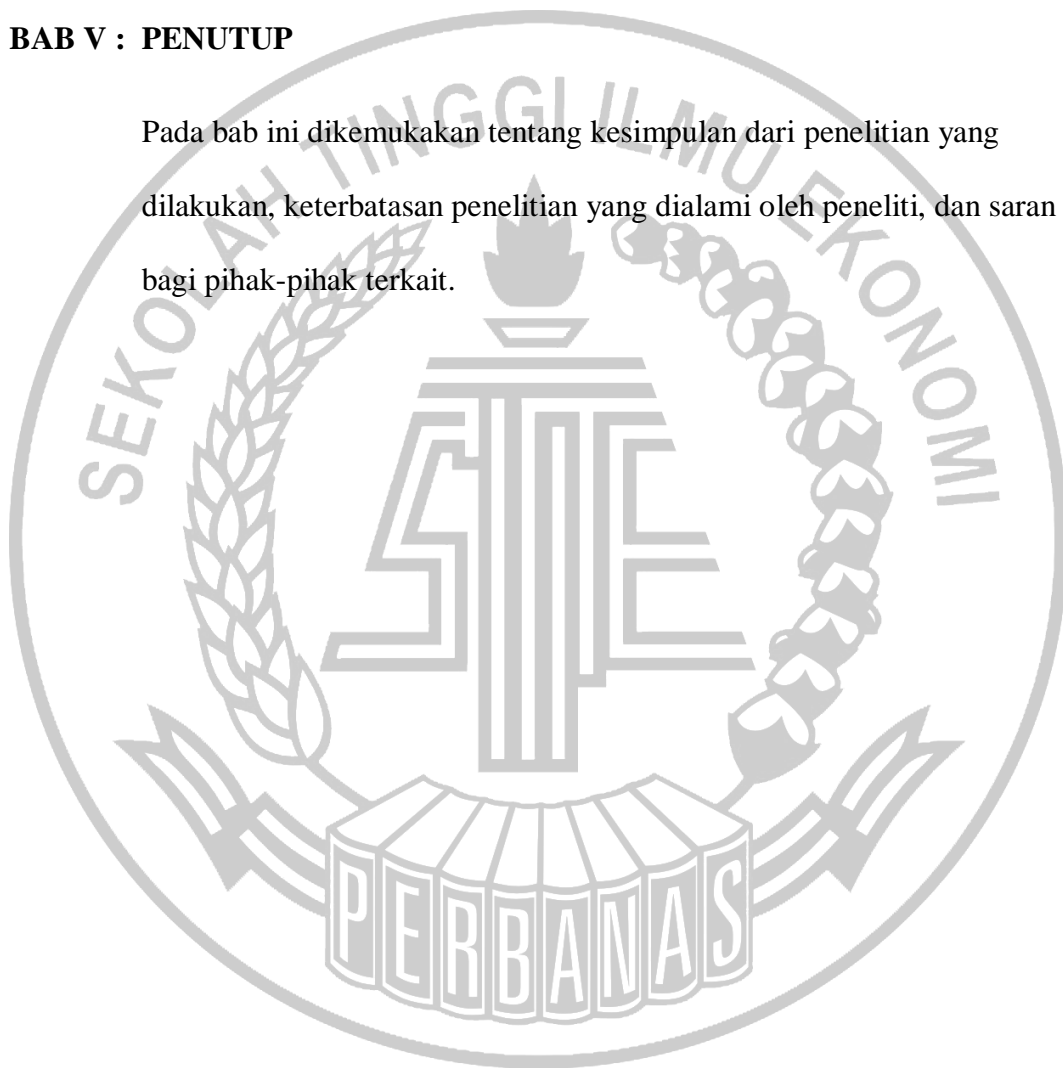 BAB V : PENUTUP
Pada bab ini dikemukakan tentang kesimpulan dari penelitian yang
dilakukan, keterbatasan penelitian yang dialami oleh peneliti, dan saran
bagi pihak-pihak terkait.
SEKOLAH TINGGI ILMU EKONOMI
STIE
PERBANAS